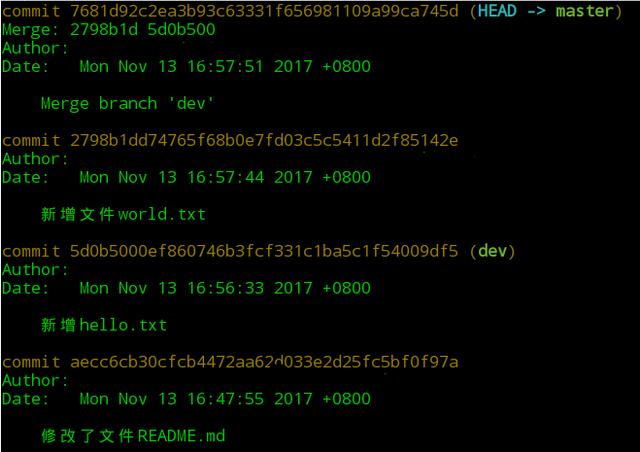 commit 7681d92c2ea3b93c63331f656981109a99ca745d (HEAD -> master)
Merge: 2798b1d 5d0b500
Author:
Date:   Mon Nov 13 16:57:51 2017 +0800
Merge branch 'dev'
commit 2798b1dd74765f68b0e7fd03c5c5411d2f85142e
Author:
Date:   Mon Nov 13 16:57:44 2017 +0800
新增文件world.txt
commit 5d0b5000ef860746b3fcf331c1ba5c1f54009df5 (dev)
Author:
Date:   Mon Nov 13 16:56:33 2017 +0800
新增hello.txt
commit aecc6cb30cfcb4472aa62d033e2d25fc5bf0f97a
Author:
Date:   Mon Nov 13 16:47:55 2017 +0800
修改了文件README.md